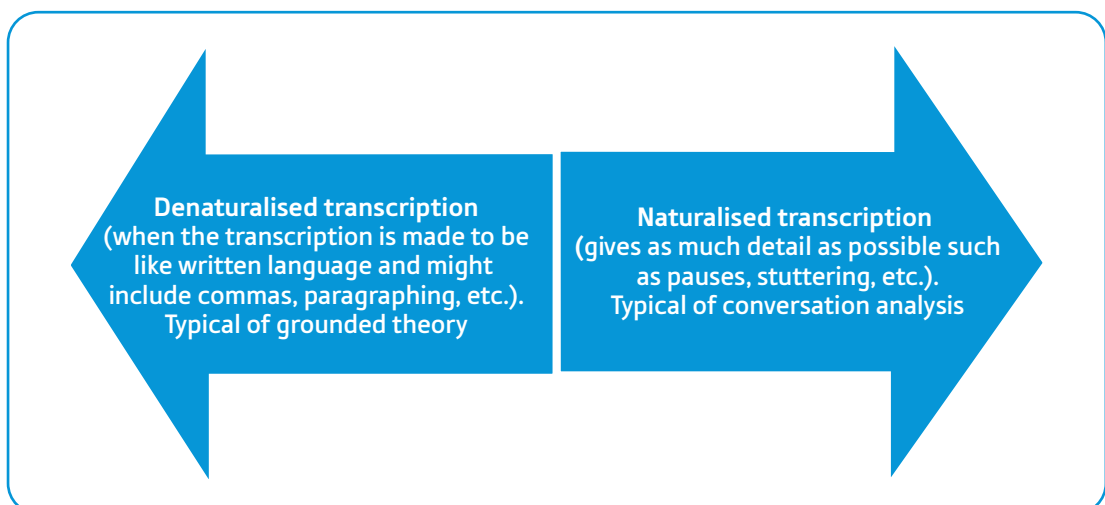 Denaturalised transcription
(when the transcription is made to be
like written language and might
include commas, paragraphing, etc.).
Typical of grounded theory
Naturalised transcription
(gives as much detail as possible such
as pauses, stuttering, etc.).
Typical of conversation analysis